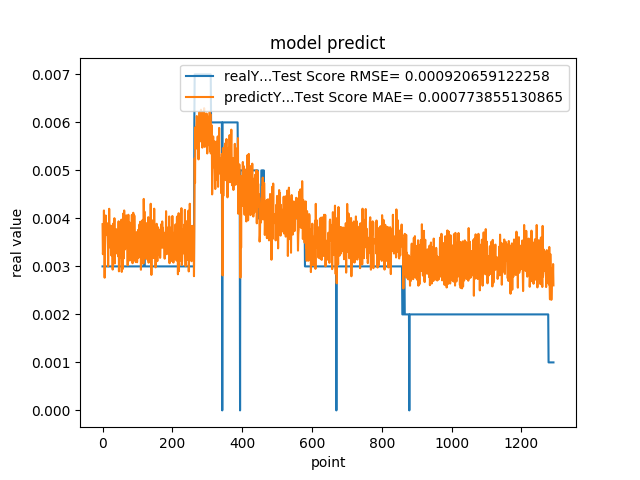 model predict
realY...Test Score RMSE= 0.000920659122258
predictY...Test Score MAE= 0.000773855130865
0.007
0.006
0.005
0.004
0.003
0.002
0.001
0.000
real value
0 200 400 600 800 1000 1200
point